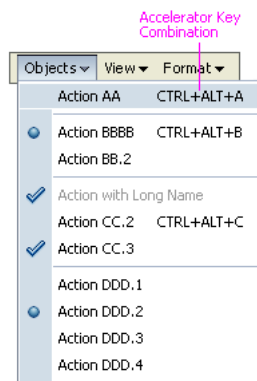 Accelerator Key
Combination
Objects View Format
Action AA CTRL+ALT+A
Action BBBB CTRL+ALT+B
Action BB.2
Action with Long Name
Action CC.2 CTRL+ALT+C
Action CC.3
Action DDD.1
Action DDD.2
Action DDD.3
Action DDD.4